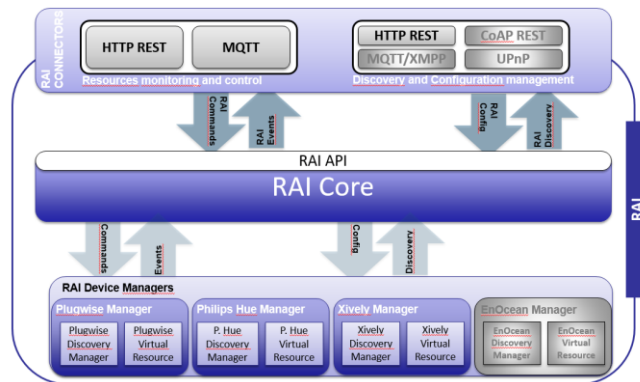 RAI
CONNECTORS
HTTP REST
MQTT
Resources monitoring and control
HTTP REST
CoAP REST
MQTT/XMPP
UPnP
Discovery and Configuration management
RAI
Commands
RAI
Events
RAI
Config
RAI
Discovery
RAI API
RAI Core
RAI
Commands
Events
Config
Discovery
RAI Device Managers
Plugwise Manager
Plugwise
Discovery
Manager
Plugwise
Virtual
Resource
Philips Hue Manager
P. Hue
Discovery
Manager
P. Hue
Virtual
Resource
Xively Manager
Xively
Discovery
Manager
Xively
Virtual
Resource
EnOcean Manager
EnOcean
Discovery
Manager
EnOcean
Virtual
Resource